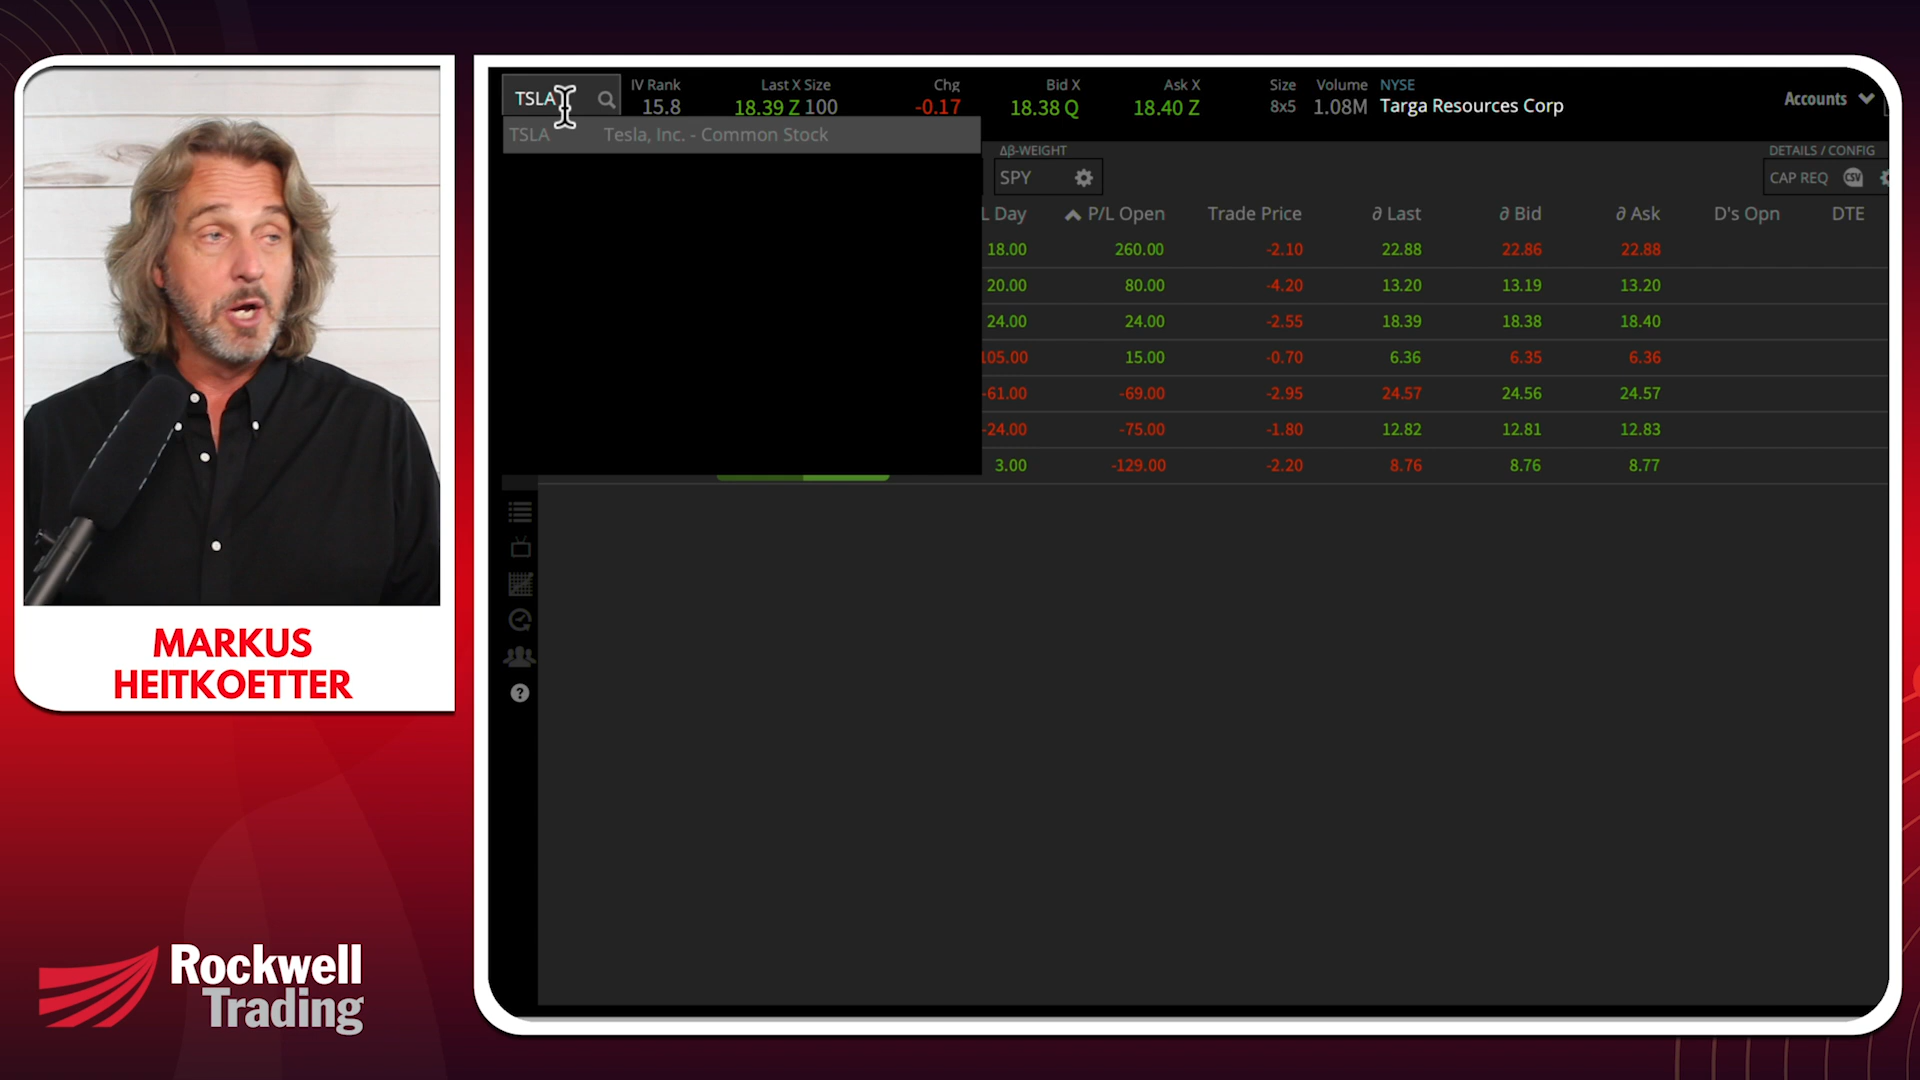 TSLA
IV Rank
15.8
Last X Size
18.39 Z 100
Chg
-0.17
Bid X
18.38 Q
Ask X
18.40 Z
Size
8x5
Volume
1.08M
NYSE
Targa Resources Corp
Accounts
TSLA Tesla, Inc. - Common Stock
Δβ-WEIGHT
SPY
DETAILS / CONFIG
CAP REQ CSV
L Day P/L Open Trade Price ∂ Last ∂ Bid ∂ Ask D's Opn DTE
18.00 260.00 -2.10 22.88 22.86 22.88
20.00 80.00 -4.20 13.20 13.19 13.20
24.00 24.00 -2.55 18.39 18.38 18.40
105.00 15.00 -0.70 6.36 6.35 6.36
-61.00 -69.00 -2.95 24.57 24.56 24.57
-24.00 -75.00 -1.80 12.82 12.81 12.83
3.00 -129.00 -2.20 8.76 8.76 8.77
?
MARKUS
HEITKOETTER
Rockwell
Trading